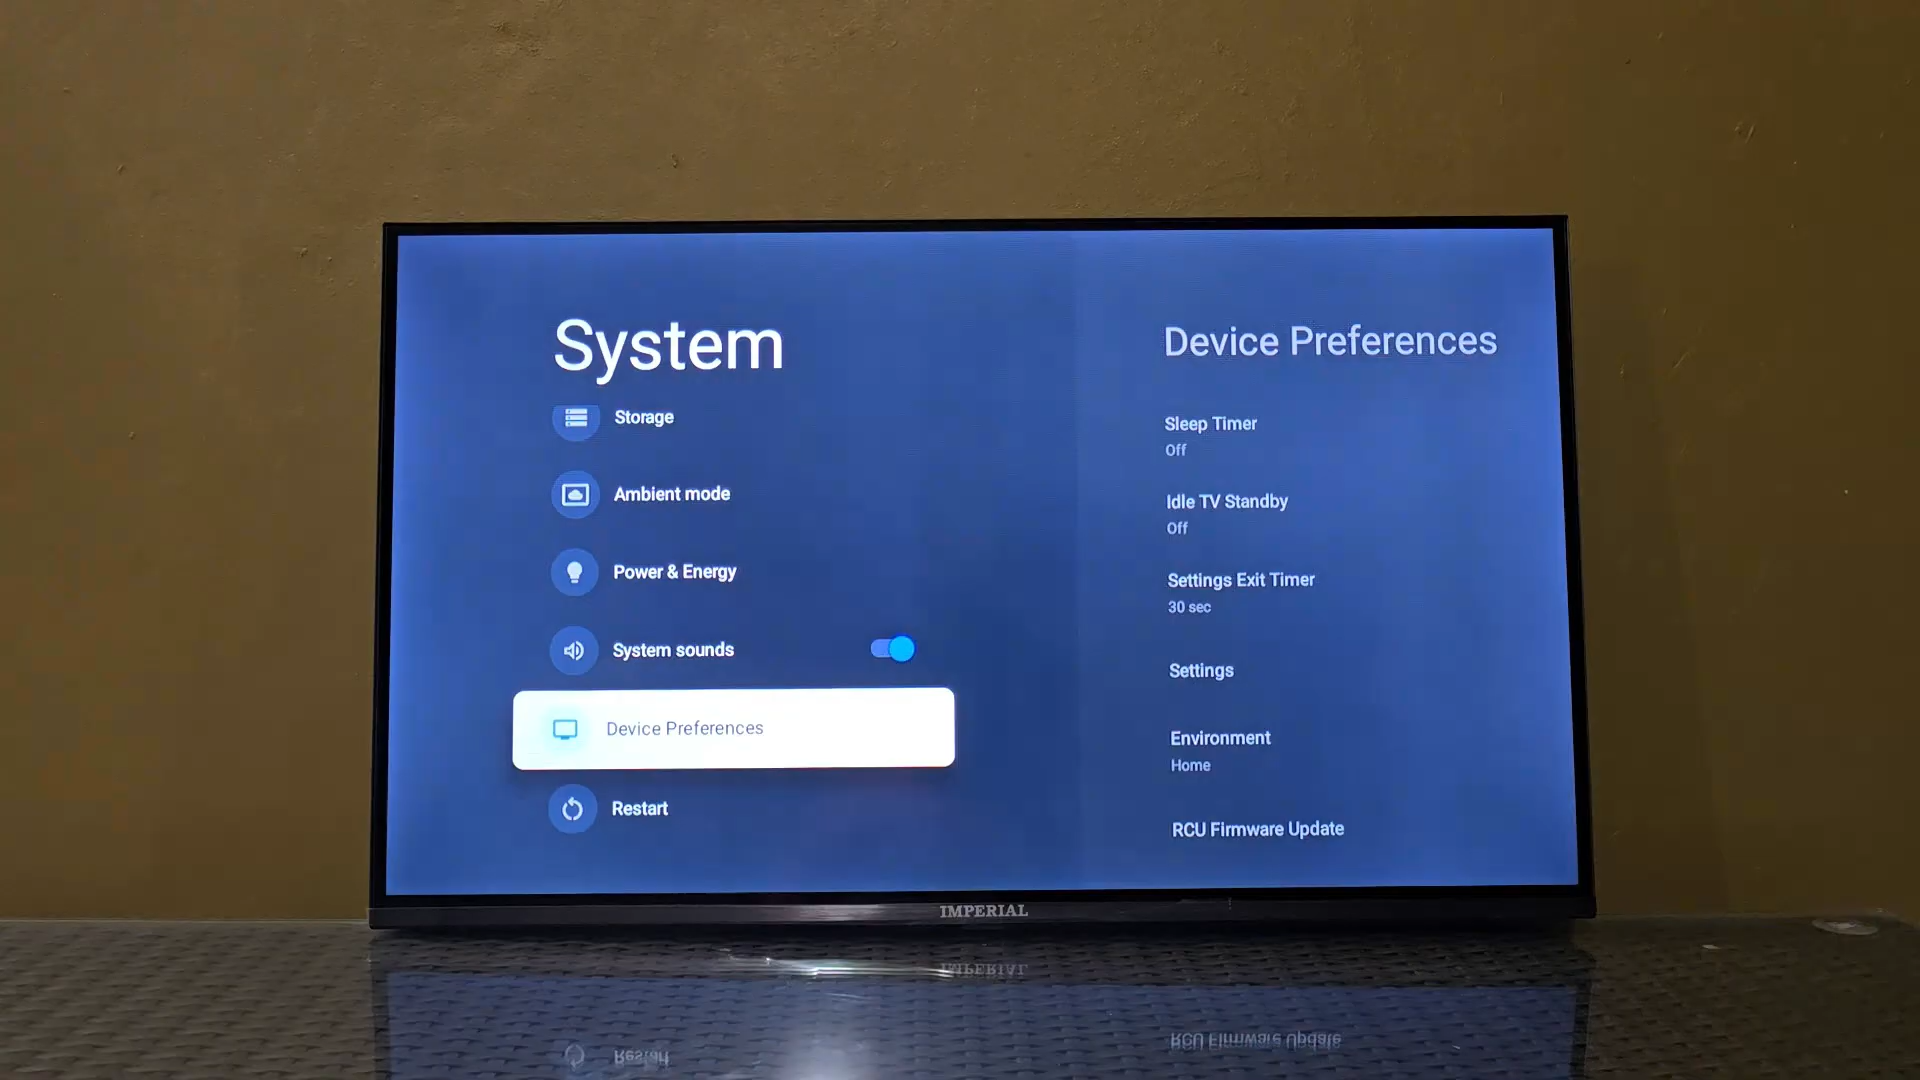 System
Storage
Ambient mode
Power & Energy
System sounds
Device Preferences
Restart
Device Preferences
Sleep Timer
Off
Idle TV Standby
Off
Settings Exit Timer
30 sec
Settings
Environment
Home
RCU Firmware Update
IMPERIAL